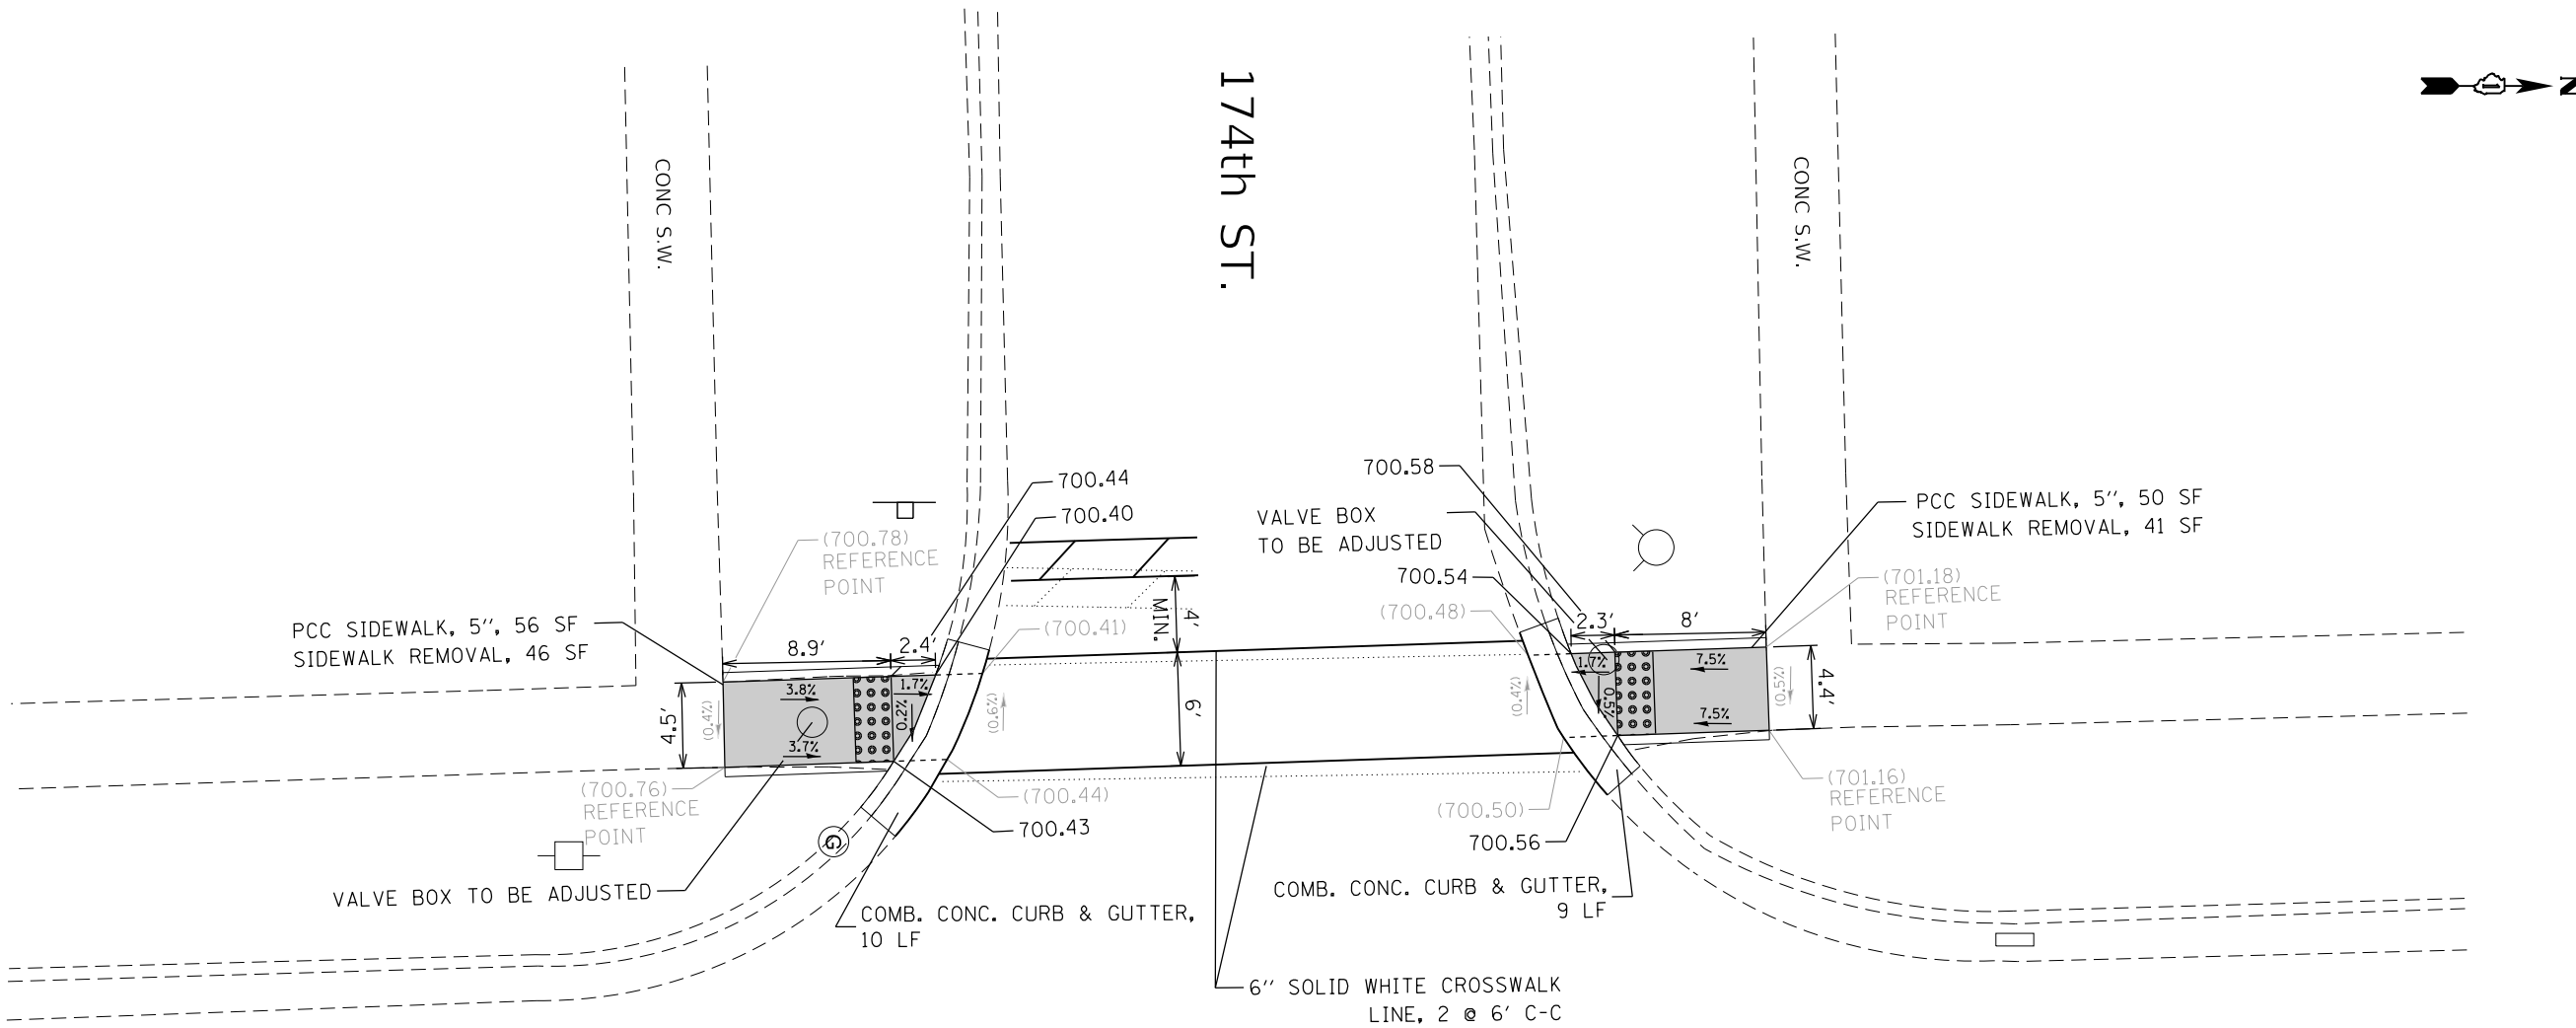 174th ST.
N
CONC S.W.
CONC S.W.
700.44
700.40
(700.78)
REFERENCE
POINT
PCC SIDEWALK, 5", 56 SF
SIDEWALK REMOVAL, 46 SF
8.9'
2.4'
(700.41)
4' MIN.
6'
4.5'
(0.4%)
3.8%
3.7%
1.7%
0.2%
(0.6%)
(700.76)
REFERENCE
POINT
(700.44)
700.43
G
VALVE BOX TO BE ADJUSTED
COMB. CONC. CURB & GUTTER,
10 LF
700.58
VALVE BOX
TO BE ADJUSTED
700.54
(700.48)
2.3'
8'
PCC SIDEWALK, 5", 50 SF
SIDEWALK REMOVAL, 41 SF
(701.18)
REFERENCE
POINT
(0.4%)
1.7%
0.5%
7.5%
7.5%
(0.5%)
4.4'
(701.16)
REFERENCE
POINT
(700.50)
700.56
COMB. CONC. CURB & GUTTER,
9 LF
6" SOLID WHITE CROSSWALK
LINE, 2 @ 6' C-C